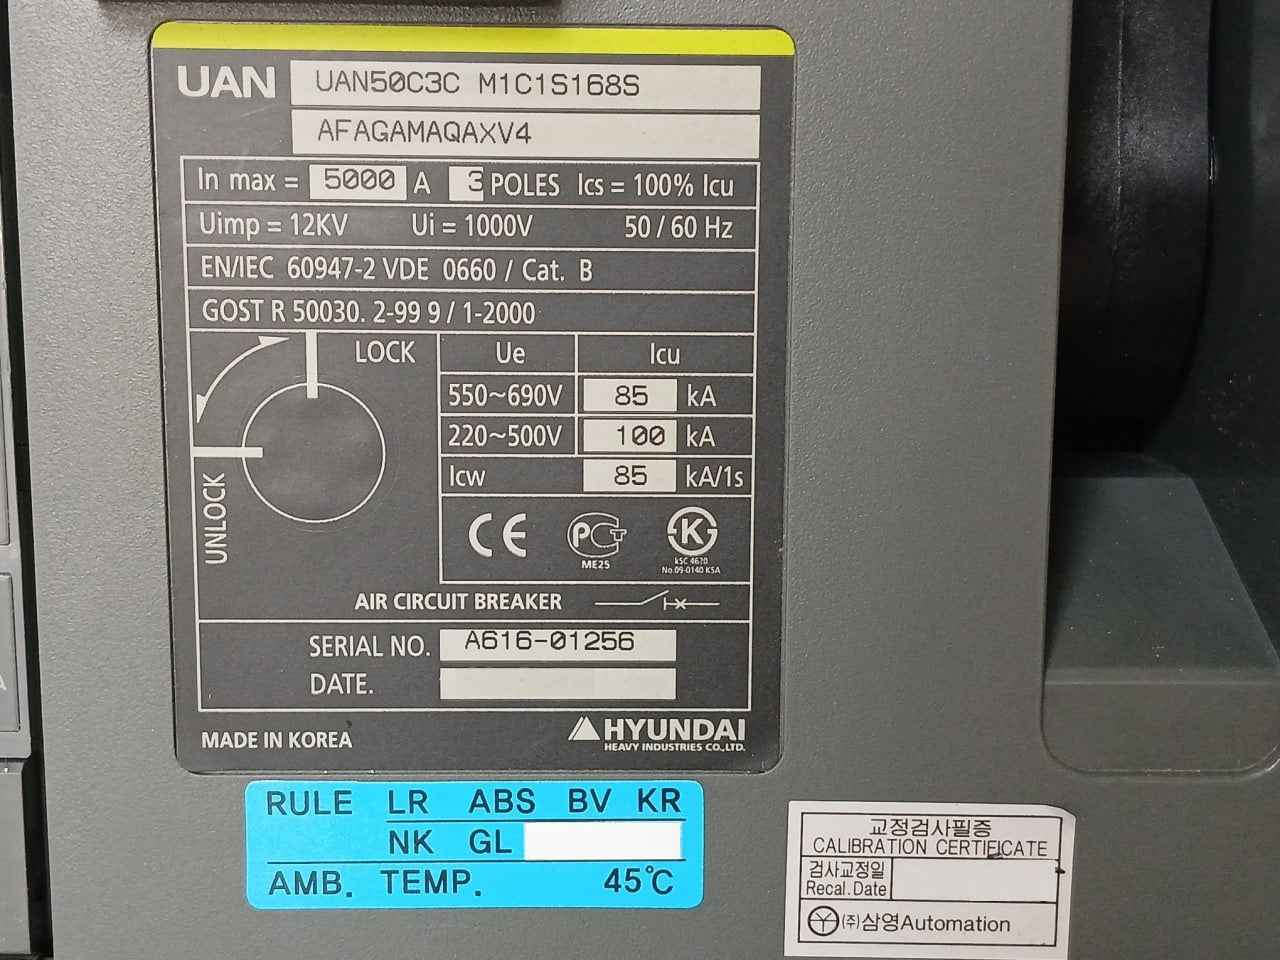 UAN UAN50C3C M1C1S168S
AFAGAMAQAXV4
In max = 5000 A 3 POLES Ics = 100% Icu
Uimp = 12KV Ui = 1000V 50 / 60 Hz
EN/IEC 60947-2 VDE 0660 / Cat. B
GOST R 50030. 2-99 9 / 1-2000
LOCK
UNLOCK
Ue Icu
550~690V 85 kA
220~500V 100 kA
Icw 85 kA/1s
CE PCT K
ME25
KSC 4620
No.09-0140 KSA
AIR CIRCUIT BREAKER
SERIAL NO. A616-01256
DATE.
MADE IN KOREA
HYUNDAI
HEAVY INDUSTRIES CO.,LTD.
RULE LR ABS BV KR
NK GL
AMB. TEMP. 45℃
교정검사필증
CALIBRATION CERTIFICATE
검사교정일
Recal.Date
(주)삼영Automation